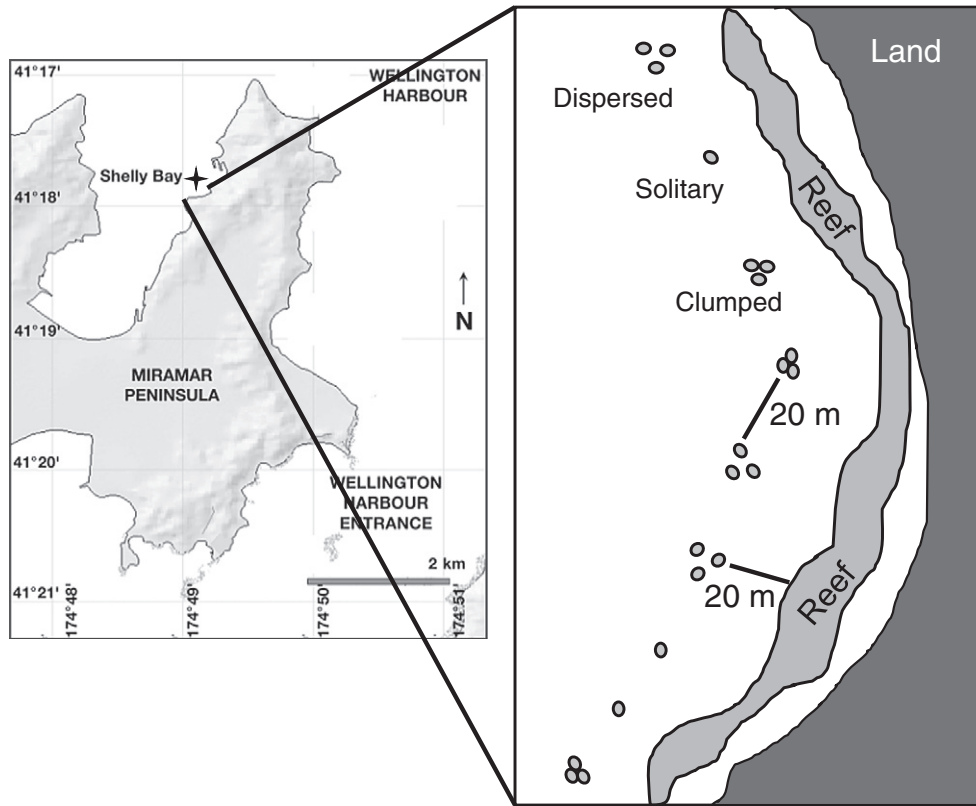 41°17'
WELLINGTON
HARBOUR
Shelly Bay
41°18'
41°19'
N
MIRAMAR
PENINSULA
41°20'
WELLINGTON
HARBOUR
ENTRANCE
2 km
41°21'
174°48'
174°49'
174°50'
174°51'
Land
Dispersed
Solitary
Reef
Clumped
20 m
20 m
Reef